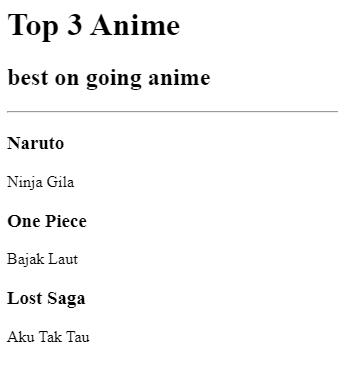 Top 3 Anime
best on going anime
Naruto
Ninja Gila
One Piece
Bajak Laut
Lost Saga
Aku Tak Tau